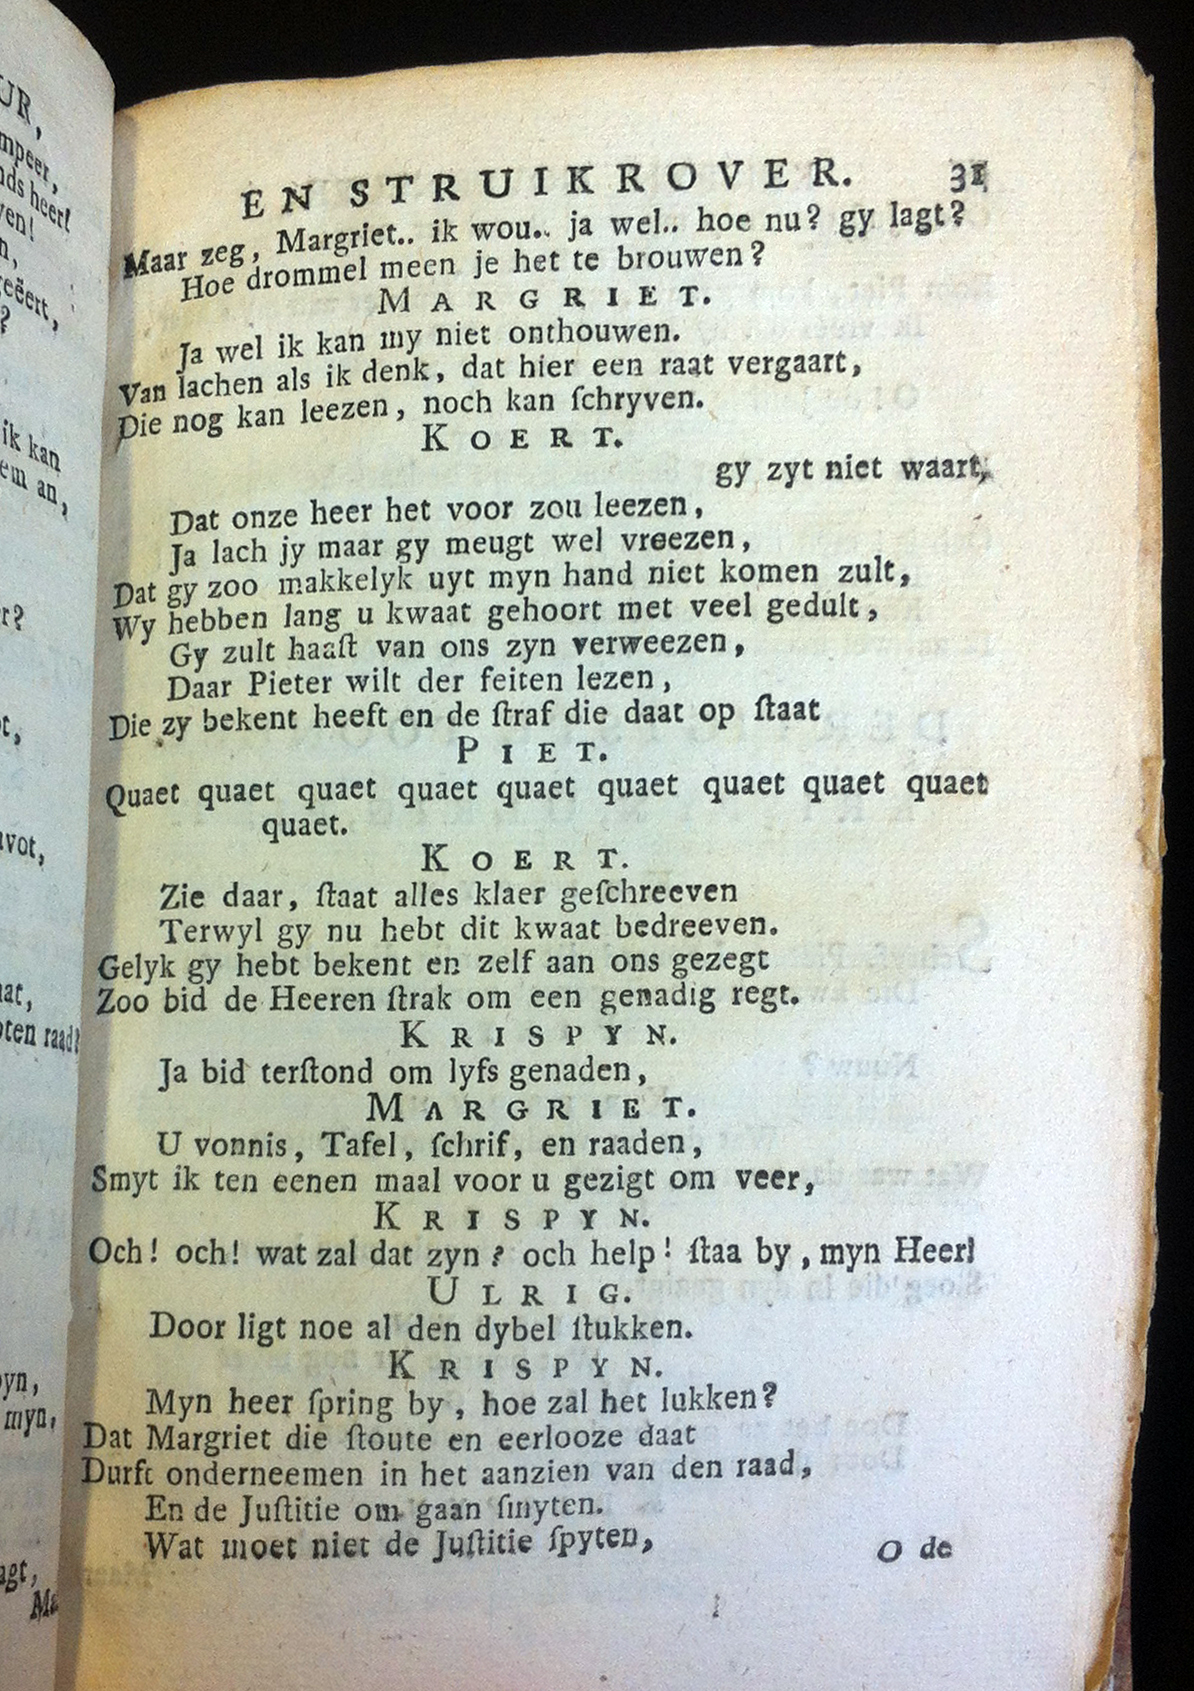 EN STRUIKROVER. 31
Maar zeg, Margriet.. ik wou.. ja wel.. hoe nu? gy lagt?
Hoe drommel meen je het te brouwen?
MARGRIET.
Ja wel ik kan my niet onthouwen.
Van lachen als ik denk, dat hier een raat vergaart,
Die nog kan leezen, noch kan ſchryven.
KOERT.
gy zyt niet waart,
Dat onze heer het voor zou leezen,
Ja lach jy maar gy meugt wel vreezen,
Dat gy zoo makkelyk uyt myn hand niet komen zult,
Wy hebben lang u kwaat gehoort met veel gedult,
Gy zult haaſt van ons zyn verweezen,
Daar Pieter wilt der feiten lezen,
Die zy bekent heeft en de ſtraf die daat op ſtaat
PIET.
Quaet quaet quaet quaet quaet quaet quaet quaet quaet
quaet.
KOERT.
Zie daar, ſtaat alles klaer geſchreeven
Terwyl gy nu hebt dit kwaat bedreeven.
Gelyk gy hebt bekent en zelf aan ons gezegt
Zoo bid de Heeren ſtrak om een genadig regt.
KRISPYN.
Ja bid terſtond om lyfs genaden,
MARGRIET.
U vonnis, Tafel, ſchrif, en raaden,
Smyt ik ten eenen maal voor u gezigt om veer,
KRISPYN.
Och! och! wat zal dat zyn? och help! ſtaa by, myn Heer!
ULRIG.
Door ligt noe al den dybel ſtukken.
KRISPYN.
Myn heer ſpring by, hoe zal het lukken?
Dat Margriet die ſtoute en eerlooze daat
Durft onderneemen in het aanzien van den raad,
En de Juſtitie om gaan ſmyten.
Wat moet niet de Juſtitie ſpyten,
O de